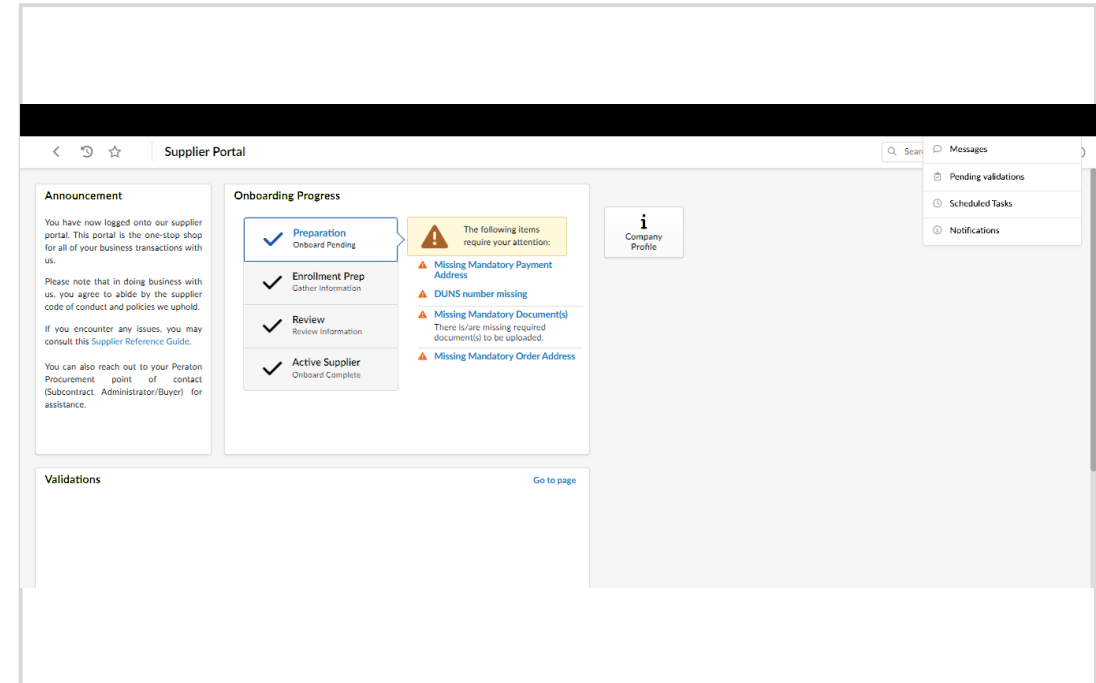 Supplier Portal
Sear
Messages
Pending validations
Scheduled Tasks
Notifications
Announcement
You have now logged onto our supplier
portal. This portal is the one-stop shop
for all of your business transactions with
us.
Please note that in doing business with
us, you agree to abide by the supplier
code of conduct and policies we uphold.
If you encounter any issues, you may
consult this Supplier Reference Guide.
You can also reach out to your Peraton
Procurement point of contact
(Subcontract Administrator/Buyer) for
assistance.
Onboarding Progress
Preparation
Onboard Pending
Enrollment Prep
Gather Information
Review
Review Information
Active Supplier
Onboard Complete
The following items
require your attention:
Missing Mandatory Payment
Address
DUNS number missing
Missing Mandatory Document(s)
There is/are missing required
document(s) to be uploaded.
Missing Mandatory Order Address
i
Company
Profile
Validations
Go to page